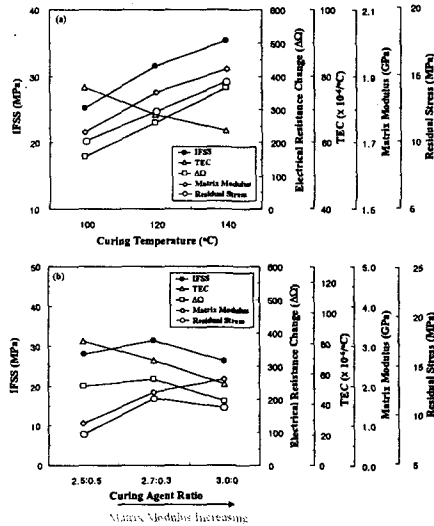 (a)
40
30
20
10
IFSS (MPa)
100
120
140
Curing Temperature (°C)
IFSS
TEC
ΔΩ
Matrix Modulus
Residual Stress
600
500
400
300
200
100
0
Electrical Resistance Change (ΔΩ)
100
80
60
40
TEC (x 10⁻⁶/°C)
2.1
1.9
1.7
1.5
Matrix Modulus (GPa)
20
15
10
5
Residual Stress (MPa)
(b)
50
40
30
20
10
0
IFSS (MPa)
2.5:0.5
2.7:0.3
3.0:0
Curing Agent Ratio
Matrix Modulus Increasing
IFSS
TEC
ΔΩ
Matrix Modulus
Residual Stress
600
500
400
300
200
100
0
Electrical Resistance Change (ΔΩ)
120
100
80
60
40
20
0
TEC (x 10⁻⁶/°C)
5.0
4.0
3.0
2.0
1.0
0.0
Matrix Modulus (GPa)
25
20
15
10
5
Residual Stress (MPa)